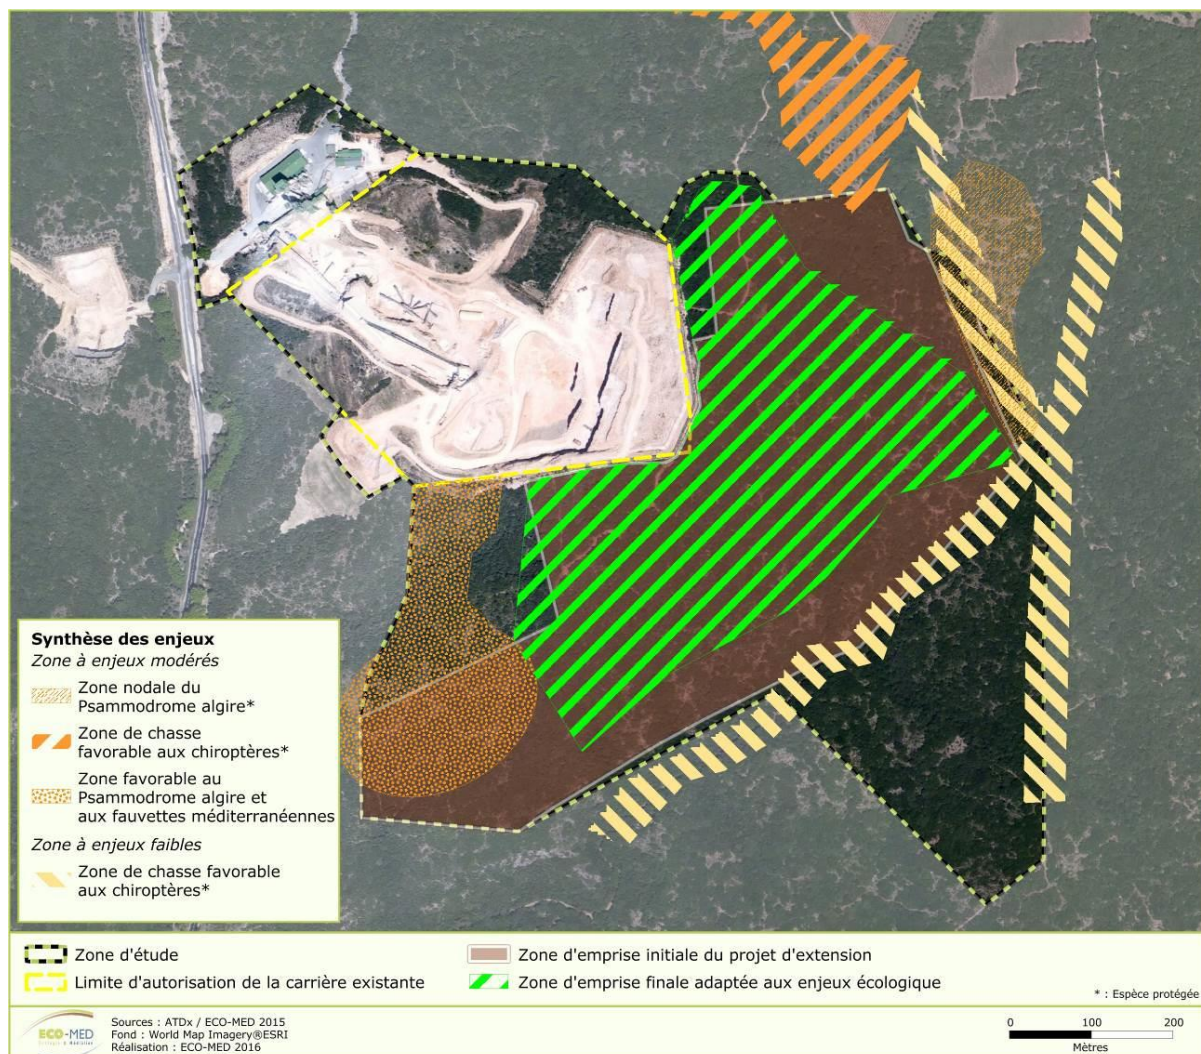 Synthèse des enjeux
Zone à enjeux modérés
Zone nodale du
Psammodrome algire*
Zone de chasse
favorable aux chiroptères*
Zone favorable au
Psammodrome algire et
aux fauvettes méditerranéennes
Zone à enjeux faibles
Zone de chasse favorable
aux chiroptères*
Zone d'étude
Limite d'autorisation de la carrière existante
Zone d'emprise initiale du projet d'extension
Zone d'emprise finale adaptée aux enjeux écologique
* : Espèce protégée
ECO-MED
Sources : ATDx / ECO-MED 2015
Fond : World Map Imagery®ESRI
Réalisation : ECO-MED 2016
0 100 200
Mètres